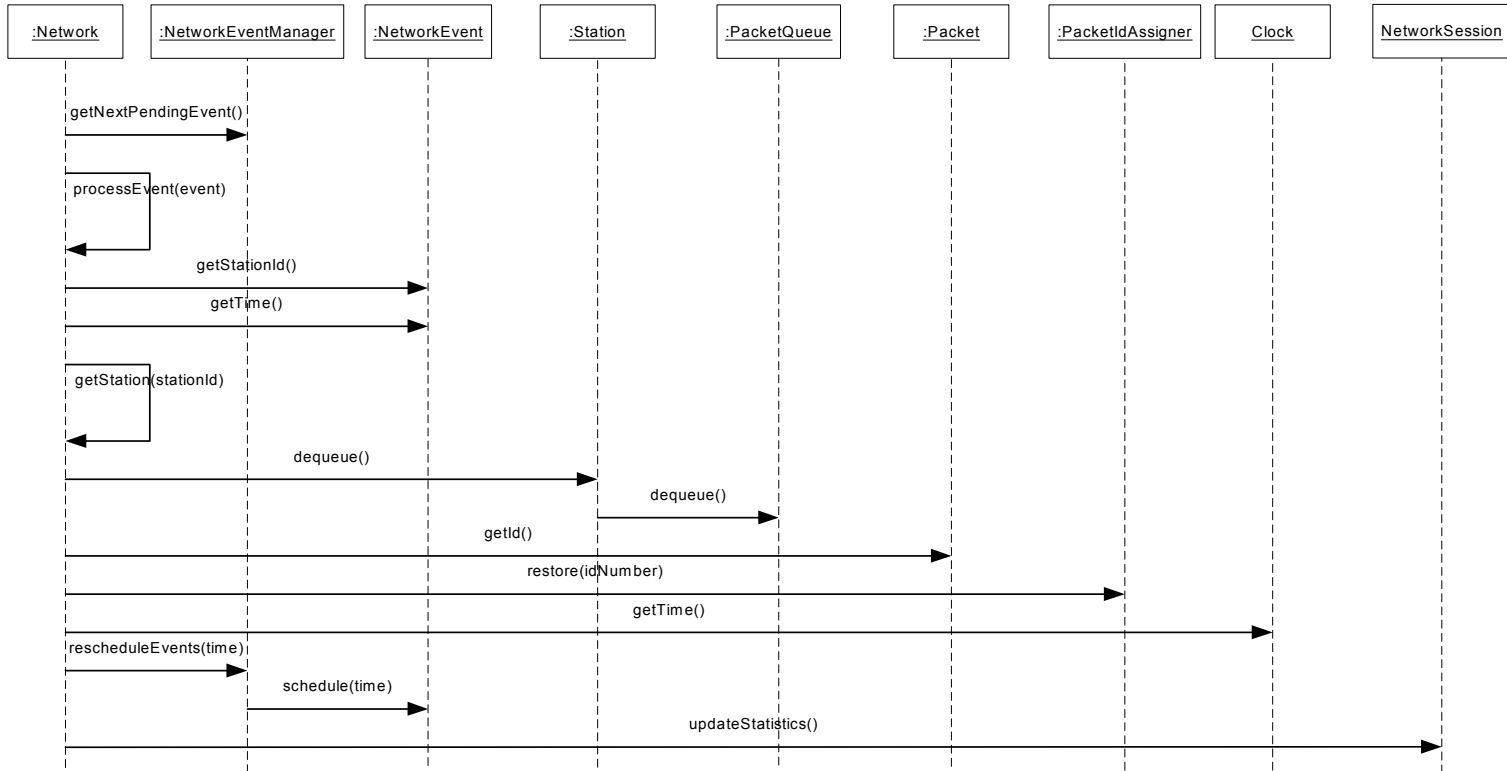 :Network
:NetworkEventManager
:NetworkEvent
:Station
:PacketQueue
:Packet
:PacketIdAssigner
Clock
NetworkSession
getNextPendingEvent()
processEvent(event)
getStationId()
getTime()
getStation(stationId)
dequeue()
dequeue()
getId()
restore(idNumber)
getTime()
rescheduleEvents(time)
schedule(time)
updateStatistics()